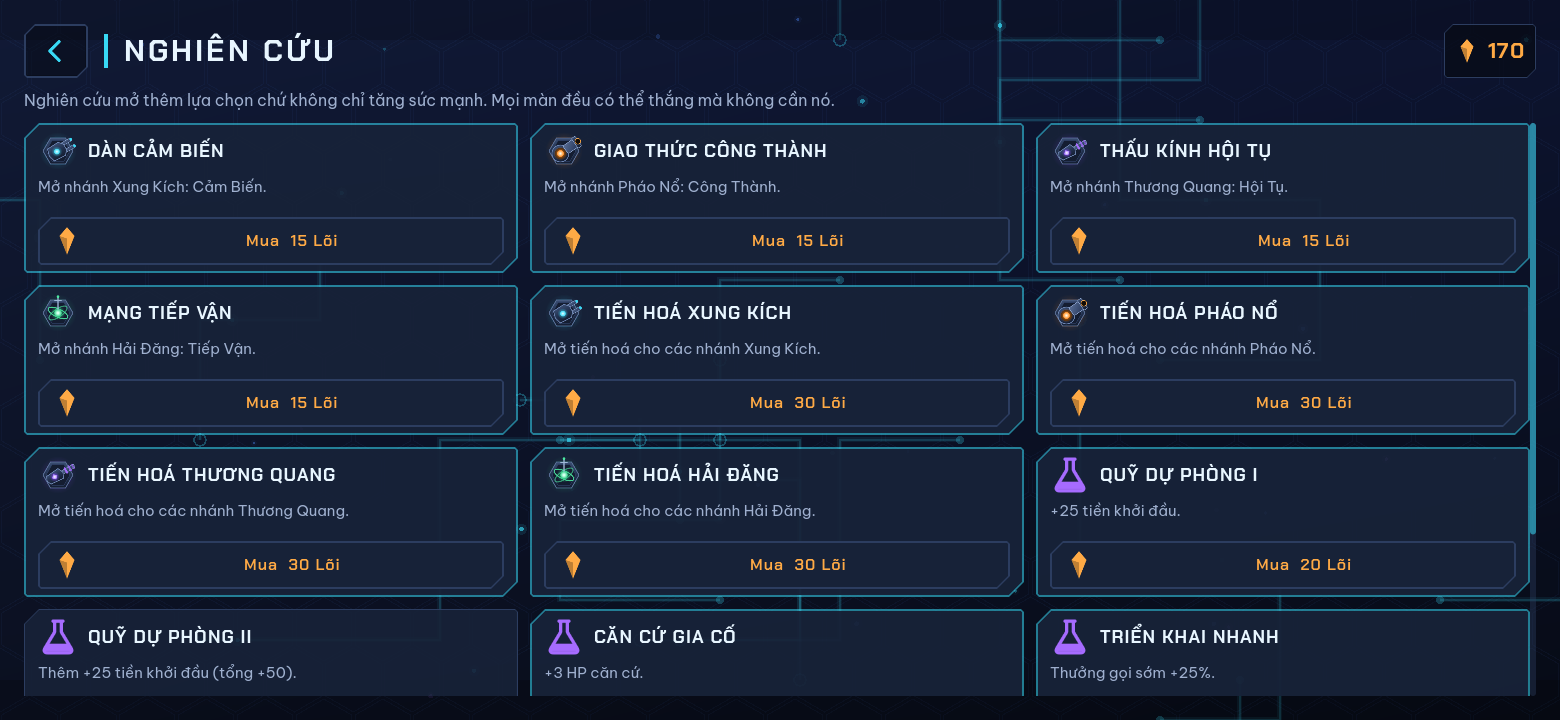 NGHIÊN CỨU
170
Nghiên cứu mở thêm lựa chọn chứ không chỉ tăng sức mạnh. Mọi màn đều có thể thắng mà không cần nó.
DÀN CẢM BIẾN
Mở nhánh Xung Kích: Cảm Biến.
Mua 15 Lõi
GIAO THỨC CÔNG THÀNH
Mở nhánh Pháo Nổ: Công Thành.
Mua 15 Lõi
THẤU KÍNH HỘI TỤ
Mở nhánh Thương Quang: Hội Tụ.
Mua 15 Lõi
MẠNG TIẾP VẬN
Mở nhánh Hải Đăng: Tiếp Vận.
Mua 15 Lõi
TIẾN HOÁ XUNG KÍCH
Mở tiến hoá cho các nhánh Xung Kích.
Mua 30 Lõi
TIẾN HOÁ PHÁO NỔ
Mở tiến hoá cho các nhánh Pháo Nổ.
Mua 30 Lõi
TIẾN HOÁ THƯƠNG QUANG
Mở tiến hoá cho các nhánh Thương Quang.
Mua 30 Lõi
TIẾN HOÁ HẢI ĐĂNG
Mở tiến hoá cho các nhánh Hải Đăng.
Mua 30 Lõi
QUỸ DỰ PHÒNG I
+25 tiền khởi đầu.
Mua 20 Lõi
QUỸ DỰ PHÒNG II
Thêm +25 tiền khởi đầu (tổng +50).
CĂN CỨ GIA CỐ
+3 HP căn cứ.
TRIỂN KHAI NHANH
Thưởng gọi sớm +25%.